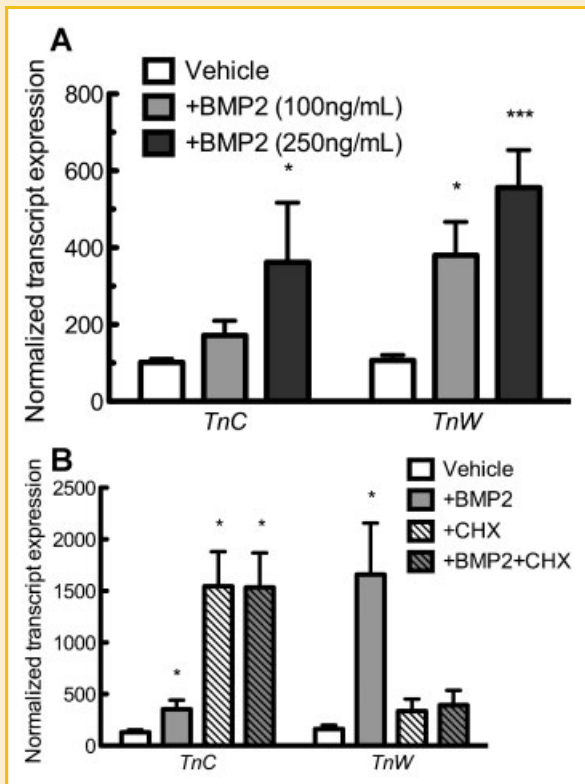 A
Vehicle
+BMP2 (100ng/mL)
+BMP2 (250ng/mL)
Normalized transcript expression
800
600
400
200
0
*
*
***
TnC
TnW
B
Vehicle
+BMP2
+CHX
+BMP2+CHX
Normalized transcript expression
2500
2000
1500
1000
500
0
*
*
*
*
TnC
TnW